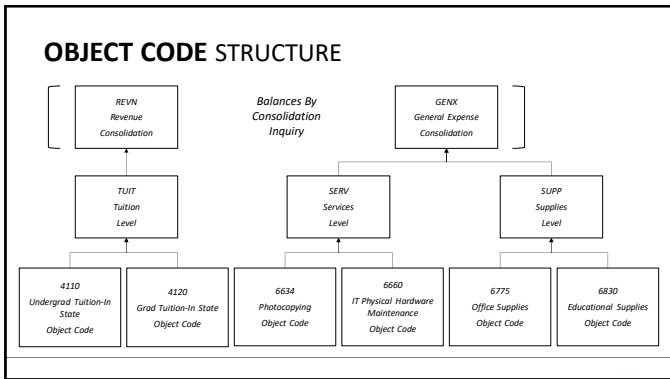 OBJECT CODE STRUCTURE
REVN
Revenue
Consolidation
Balances By
Consolidation
Inquiry
GENX
General Expense
Consolidation
TUIT
Tuition
Level
SERV
Services
Level
SUPP
Supplies
Level
4110
Undergrad Tuition-In
State
Object Code
4120
Grad Tuition-In State
Object Code
6634
Photocopying
Object Code
6660
IT Physical Hardware
Maintenance
Object Code
6775
Office Supplies
Object Code
6830
Educational Supplies
Object Code